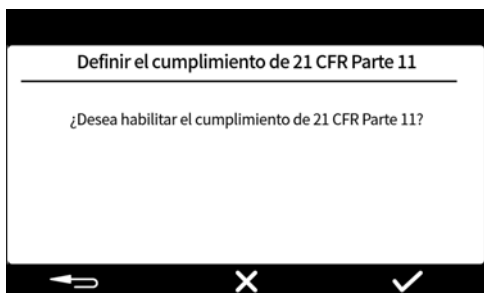 Definir el cumplimiento de 21 CFR Parte 11
¿Desea habilitar el cumplimiento de 21 CFR Parte 11?